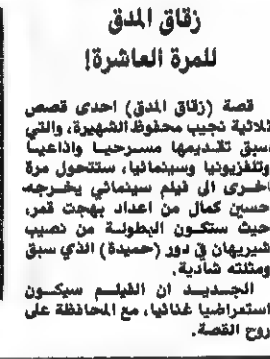 زقاق المدق
للمرة العاشرة!
قصة (زقاق المدق) احدى قصص
ثلاثية نجيب محفوظ الشهيرة، والتي
سبق تقديمها مسرحيا واذاعيا
وتلفزيونيا وسينمائيا، ستتحول مرة
اخرى الى فيلم سينمائي يخرجه
حسين كمال من اعداد بهجت قمر،
حيث ستكون البطولة من نصيب
شيريهان في دور (حميدة) الذي سبق
ومثلته شادية.
الجديد ان الفيلم سيكون
استعراضيا غنائيا، مع المحافظة على
روح القصة.